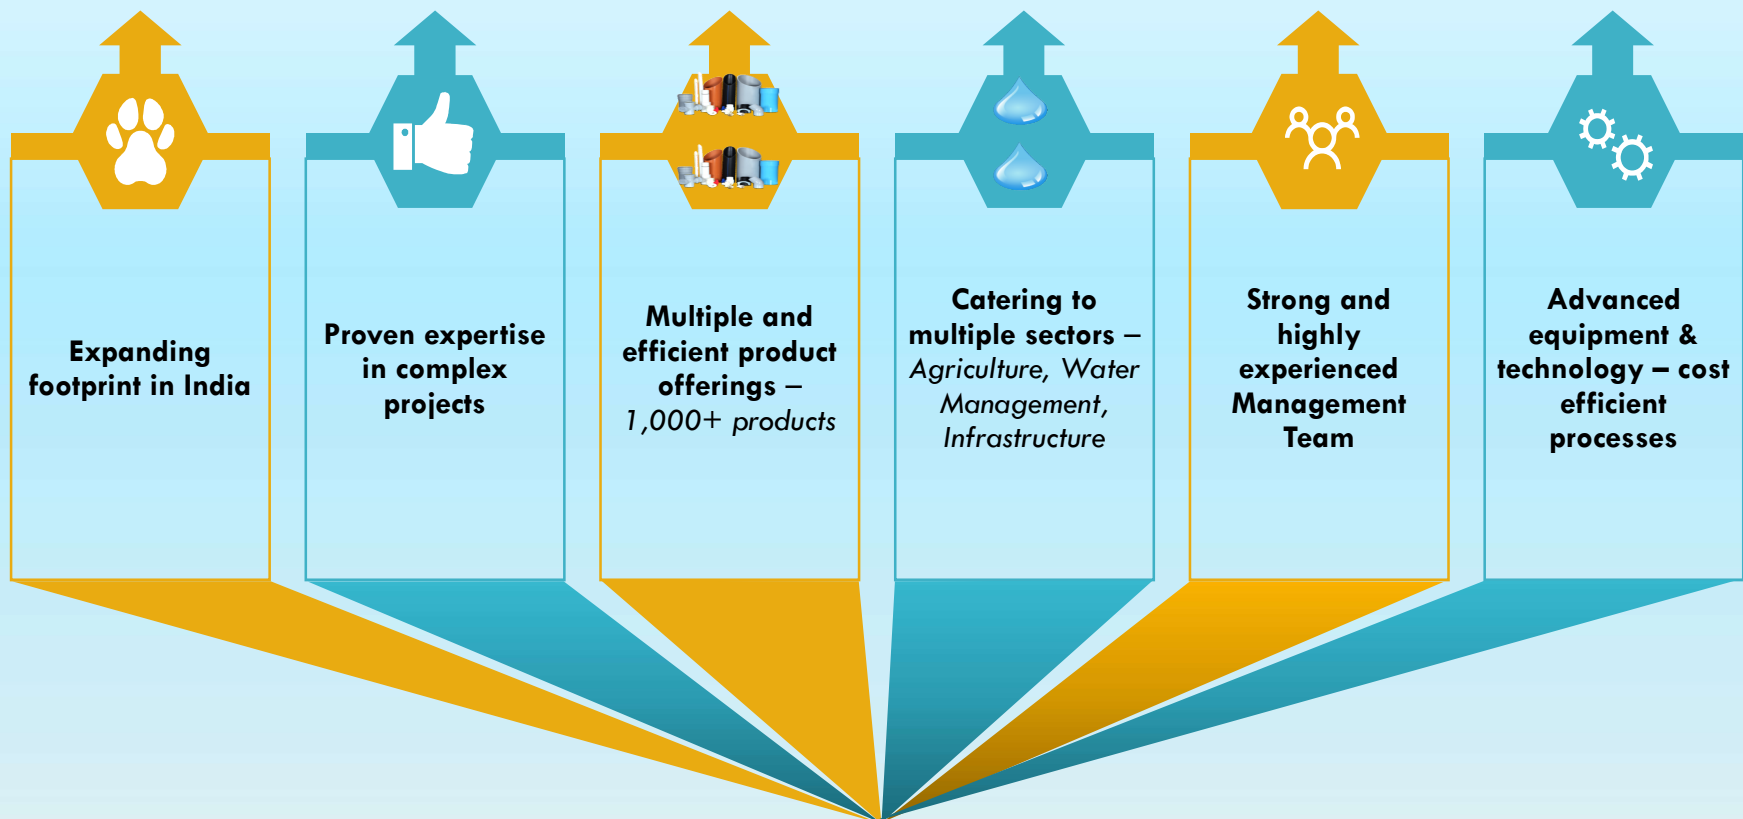 Expanding
footprint in India
Proven expertise
in complex
projects
Multiple and
efficient product
offerings –
1,000+ products
Catering to
multiple sectors –
Agriculture, Water
Management,
Infrastructure
Strong and
highly
experienced
Management
Team
Advanced
equipment &
technology – cost
efficient
processes